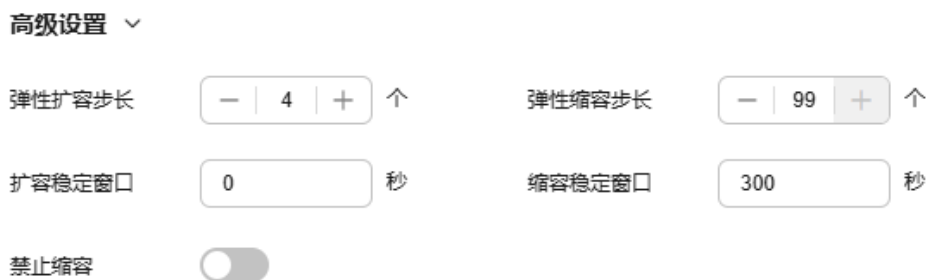 高级设置
弹性扩容步长 − 4 + 个 弹性缩容步长 − 99 + 个
扩容稳定窗口 0 秒 缩容稳定窗口 300 秒
禁止缩容